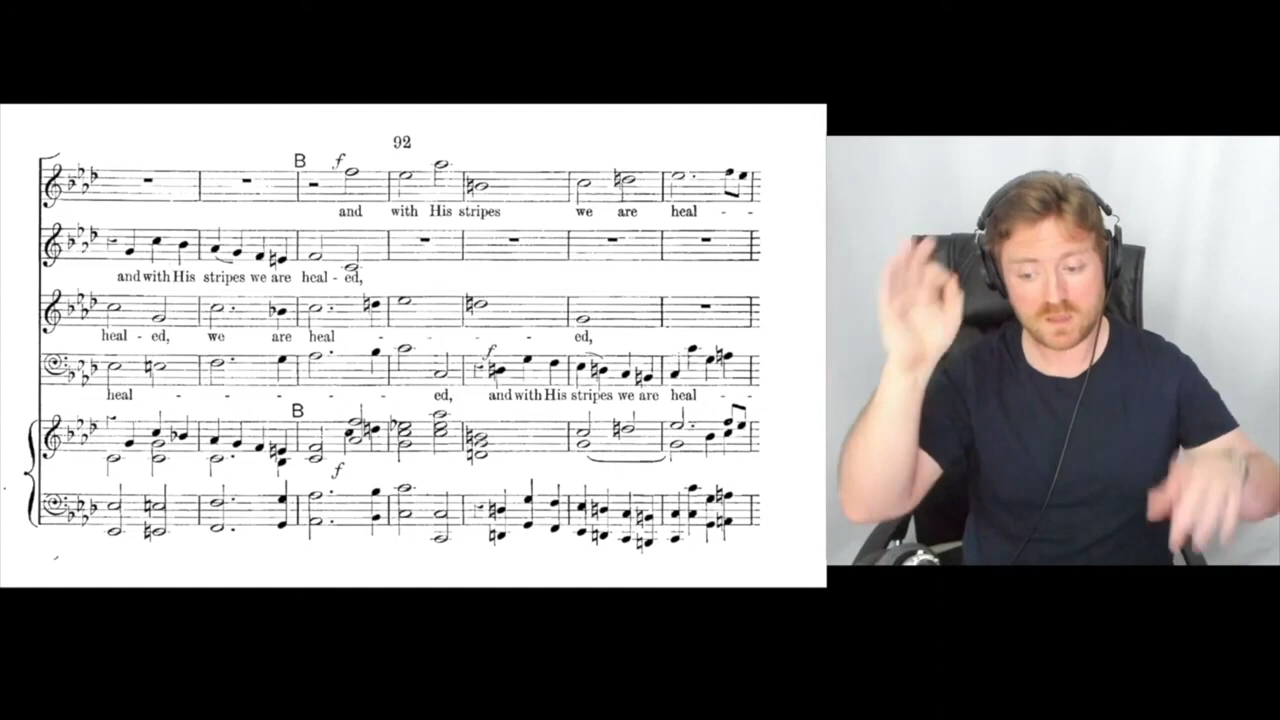 92
B f
and with His stripes we are heal - -
and with His stripes we are heal - ed,
heal - ed, we are heal - - - - ed,
f
heal - - - - - ed, and with His stripes we are heal - -
B
f